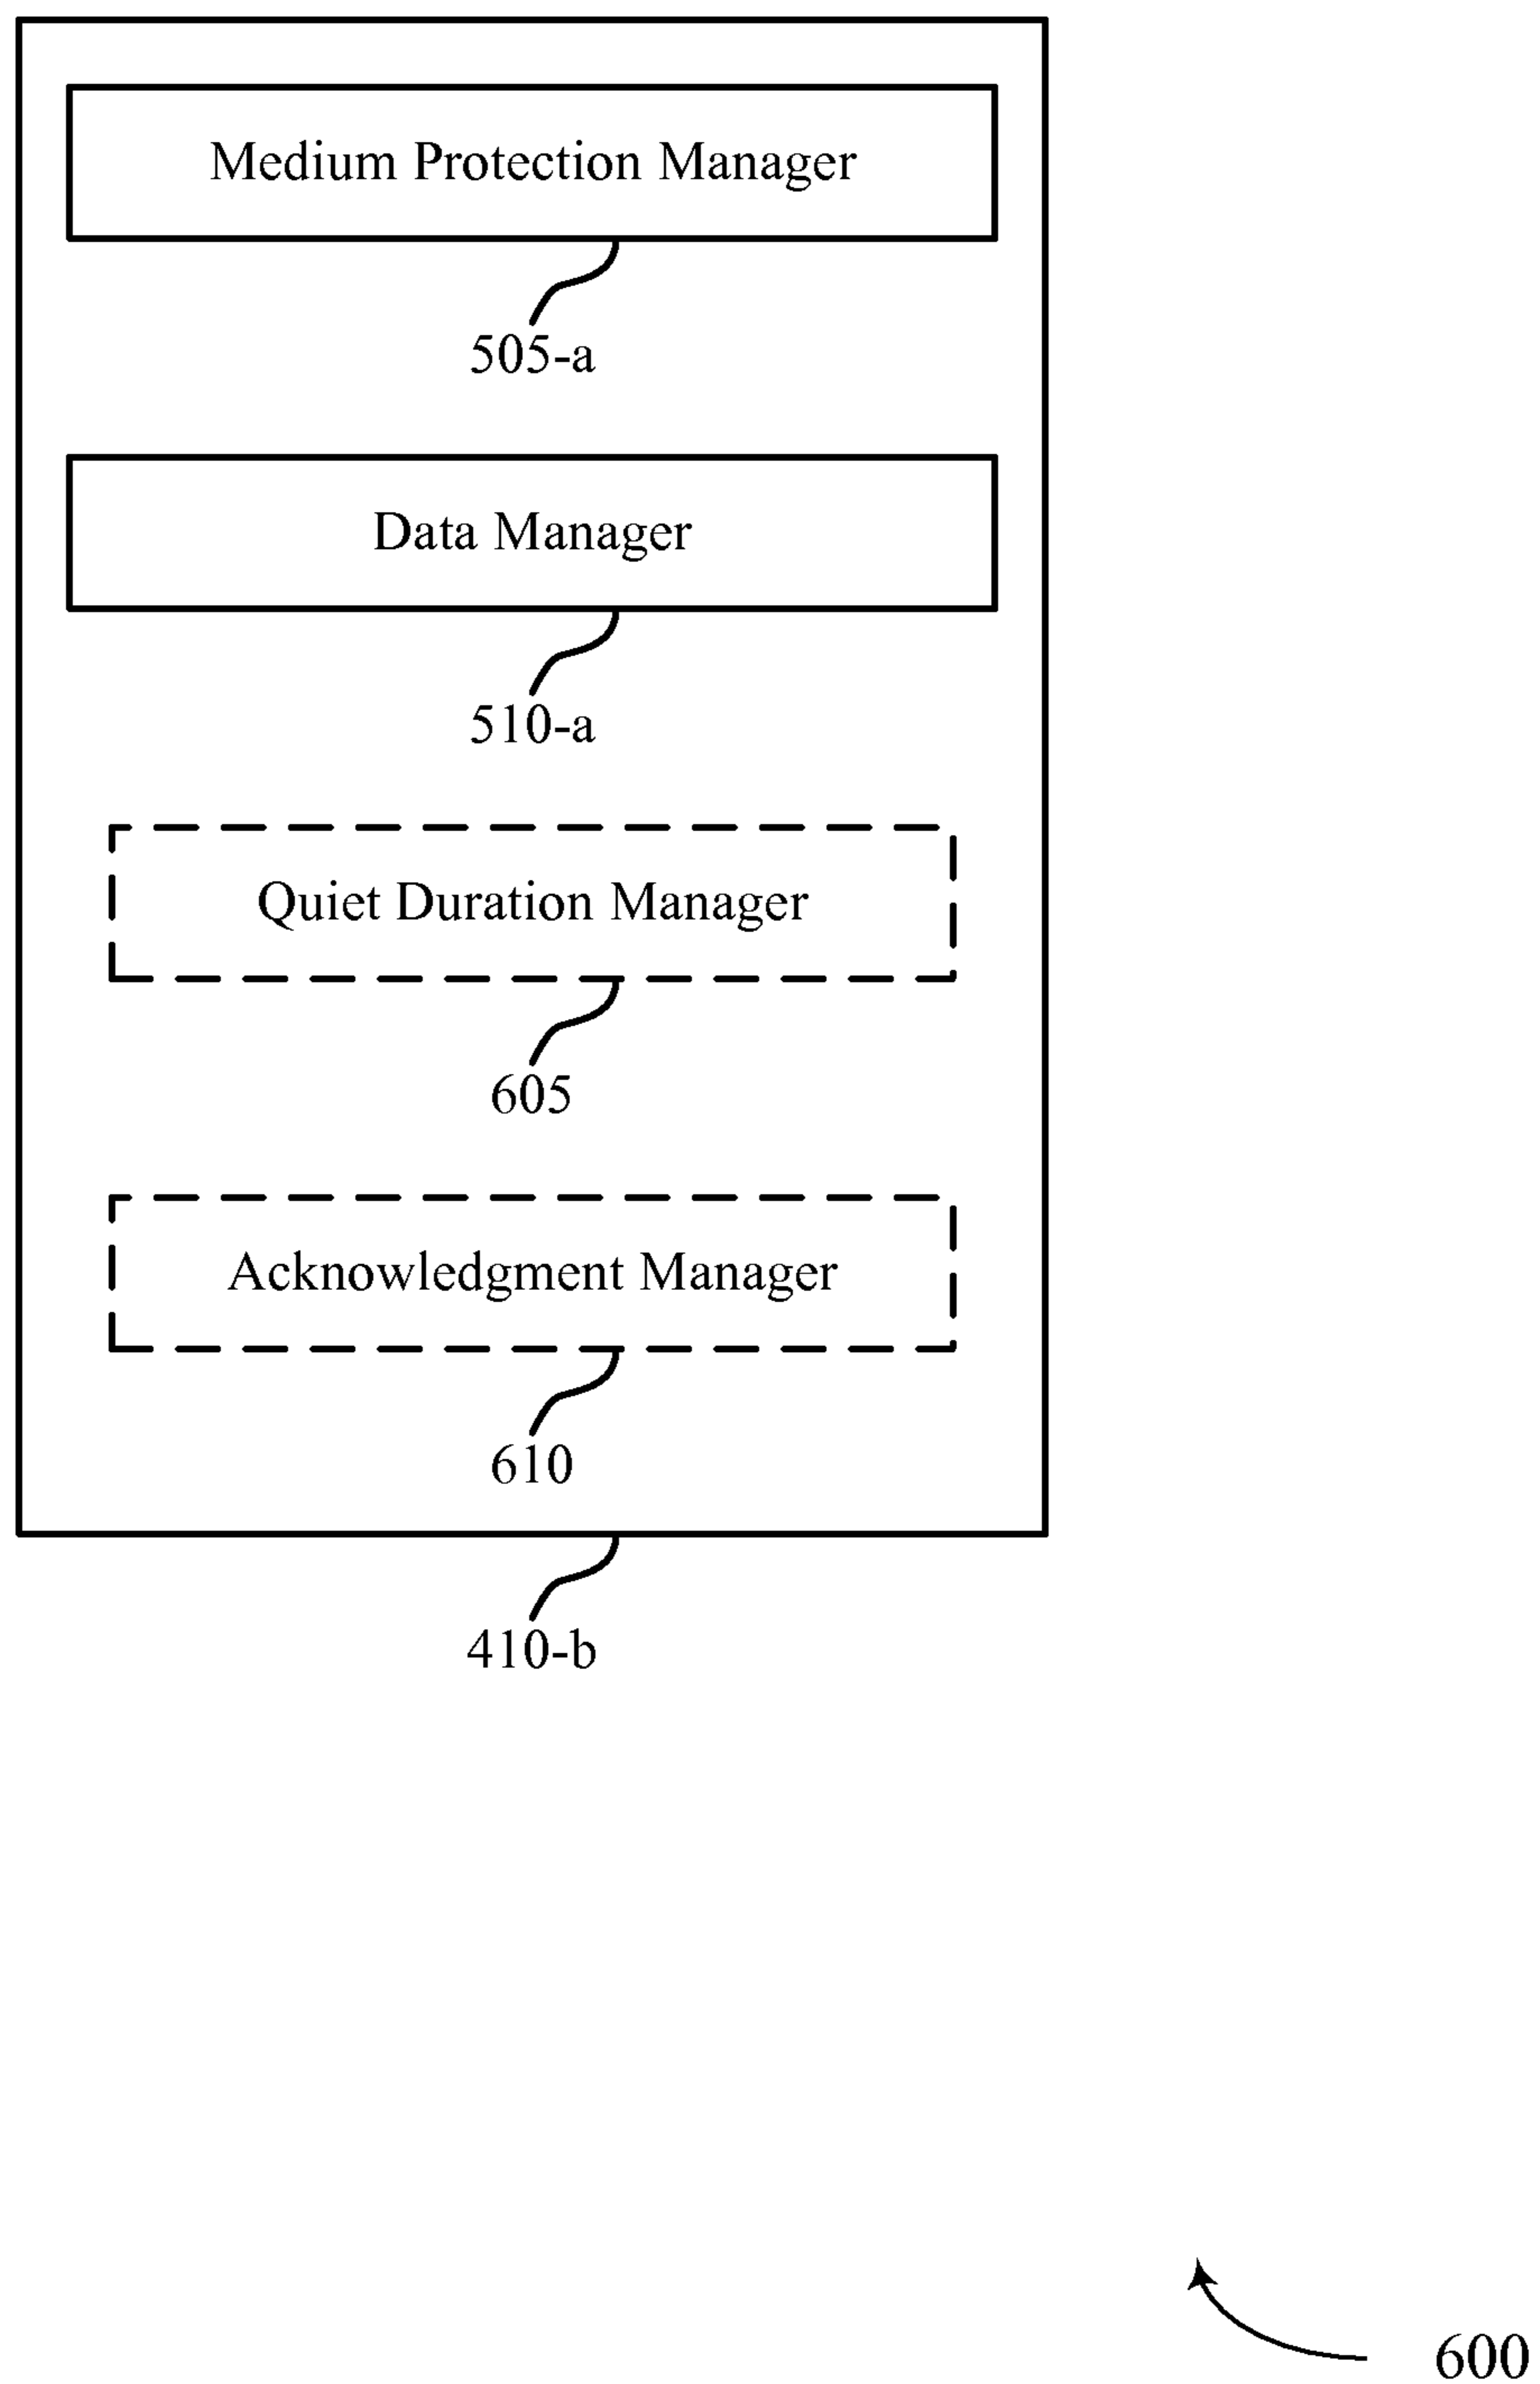 Medium Protection Manager
505-a
Data Manager
510-a
Quiet Duration Manager
605
Acknowledgment Manager
610
410-b
600